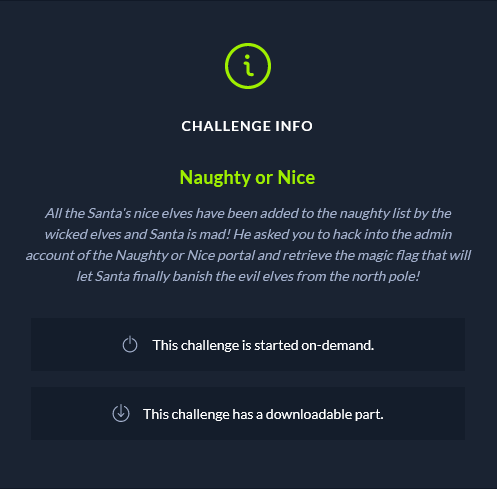 CHALLENGE INFO
Naughty or Nice
All the Santa's nice elves have been added to the naughty list by the
wicked elves and Santa is mad! He asked you to hack into the admin
account of the Naughty or Nice portal and retrieve the magic flag that will
let Santa finally banish the evil elves from the north pole!
This challenge is started on-demand.
This challenge has a downloadable part.